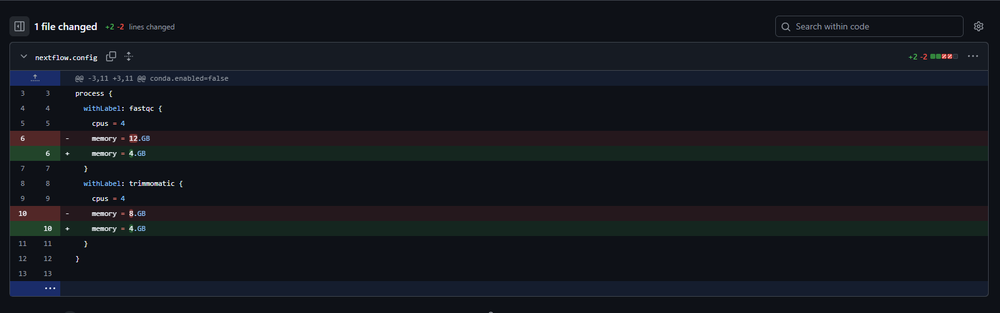 1 file changed +2 -2 lines changed Search within code
nextflow.config +2 -2
@@ -3,11 +3,11 @@ conda.enabled=false
3 3 process {
4 4 withLabel: fastqc {
5 5 cpus = 4
6 - memory = 12.GB
6 + memory = 4.GB
7 7 }
8 8 withLabel: trimmomatic {
9 9 cpus = 4
10 - memory = 8.GB
10 + memory = 4.GB
11 11 }
12 12 }
13 13